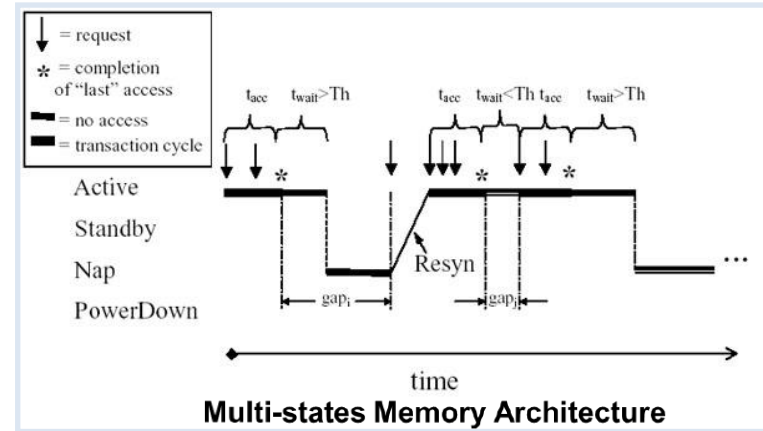 = request
* = completion
of "last" access
= no access
= transaction cycle
tacc twait>Th tacc twait<Th tacc twait>Th
* * *
Active
Standby
Nap
PowerDown
Resyn
...
gapi gapj
time
Multi-states Memory Architecture